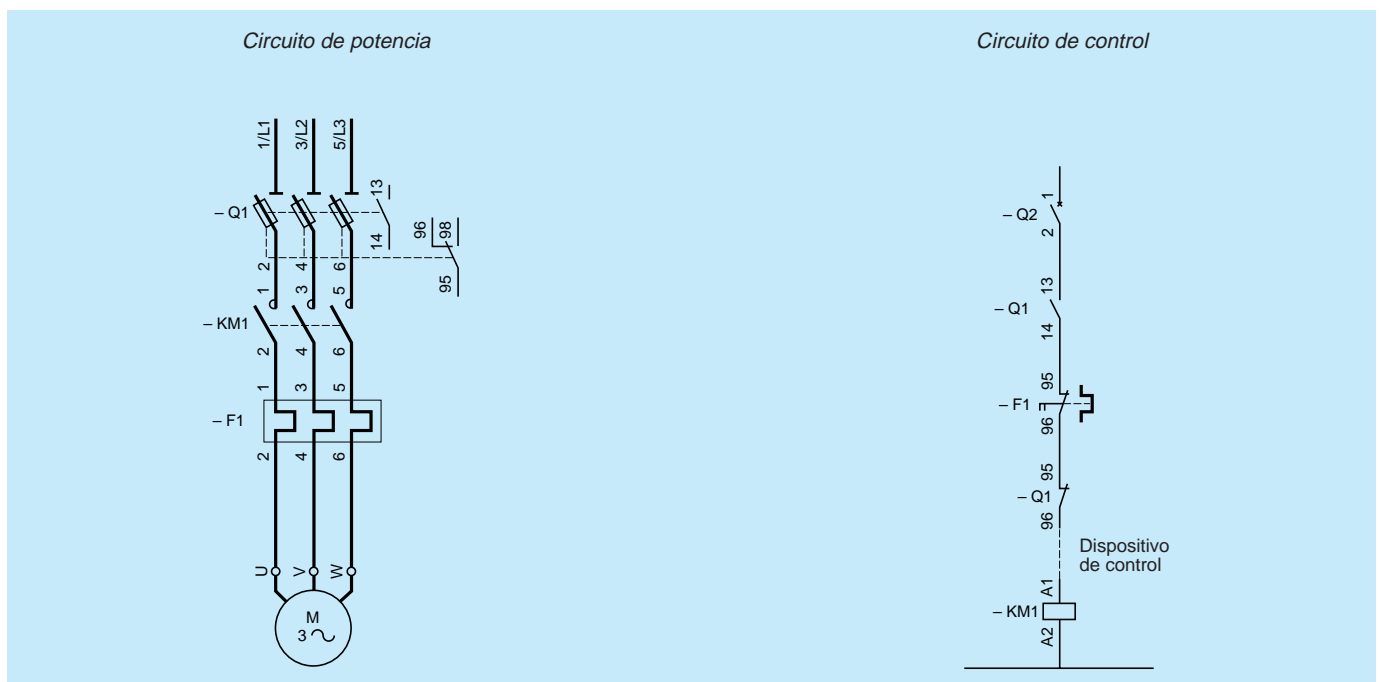 Circuito de potencia
Circuito de control
1/L1 3/L2 5/L3
– Q1
13
14
96 98
95
2 4 6
1 3 5
– KM1
2 4 6
1 3 5
– F1
2 4 6
U V W
M
3
1
– Q2
2
13
– Q1
14
95
– F1
96
95
– Q1
96
Dispositivo
de control
A1
– KM1
A2